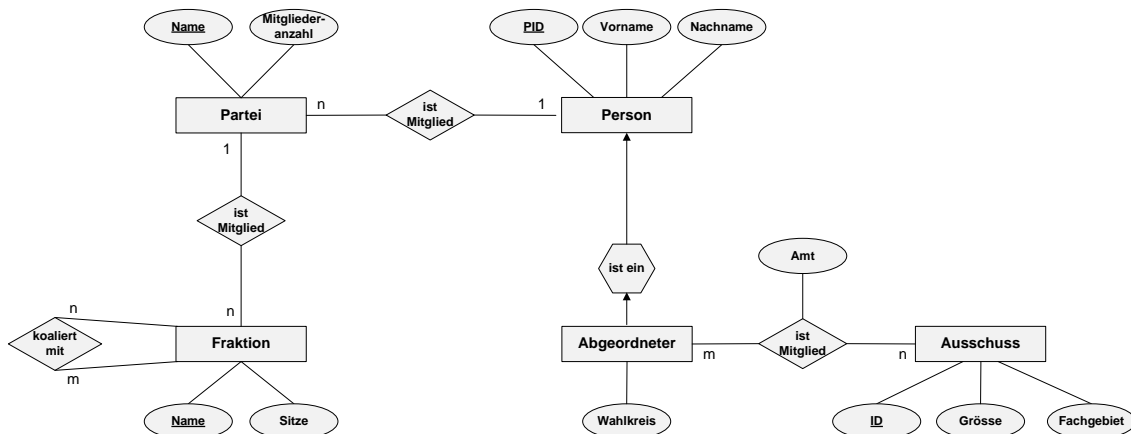 Name
Mitglieder-
anzahl
PID
Vorname
Nachname
Partei
n
ist
Mitglied
1
Person
1
ist
Mitglied
ist ein
Amt
n
n
koaliert
mit
m
Fraktion
Abgeordneter
m
ist
Mitglied
n
Ausschuss
Name
Sitze
Wahlkreis
ID
Grösse
Fachgebiet